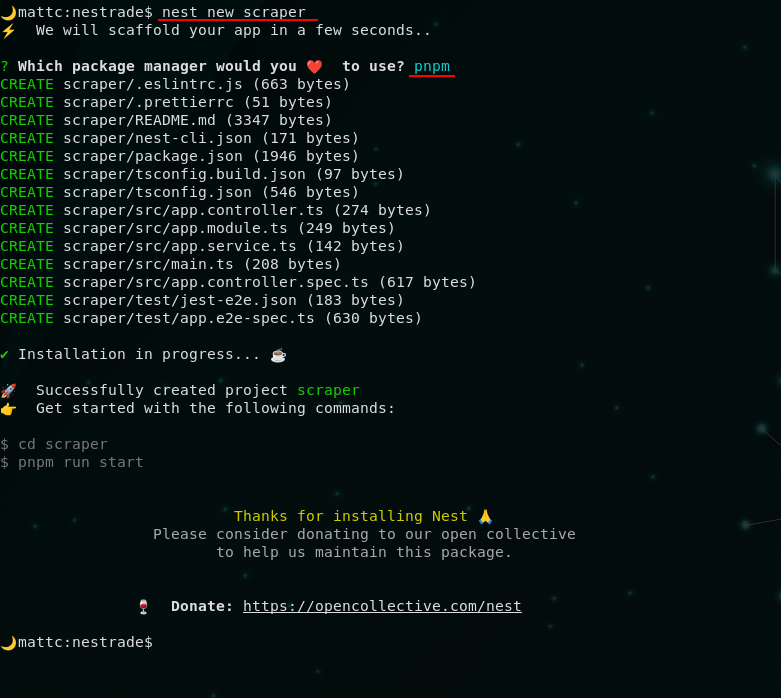 🌙mattc:nestrade$ nest new scraper
⚡ We will scaffold your app in a few seconds..
? Which package manager would you ❤️ to use? pnpm
CREATE scraper/.eslintrc.js (663 bytes)
CREATE scraper/.prettierrc (51 bytes)
CREATE scraper/README.md (3347 bytes)
CREATE scraper/nest-cli.json (171 bytes)
CREATE scraper/package.json (1946 bytes)
CREATE scraper/tsconfig.build.json (97 bytes)
CREATE scraper/tsconfig.json (546 bytes)
CREATE scraper/src/app.controller.ts (274 bytes)
CREATE scraper/src/app.module.ts (249 bytes)
CREATE scraper/src/app.service.ts (142 bytes)
CREATE scraper/src/main.ts (208 bytes)
CREATE scraper/src/app.controller.spec.ts (617 bytes)
CREATE scraper/test/jest-e2e.json (183 bytes)
CREATE scraper/test/app.e2e-spec.ts (630 bytes)
✔ Installation in progress... ☕
🚀 Successfully created project scraper
👉 Get started with the following commands:
$ cd scraper
$ pnpm run start
Thanks for installing Nest 🙏
Please consider donating to our open collective
to help us maintain this package.
🍷 Donate: https://opencollective.com/nest
🌙mattc:nestrade$